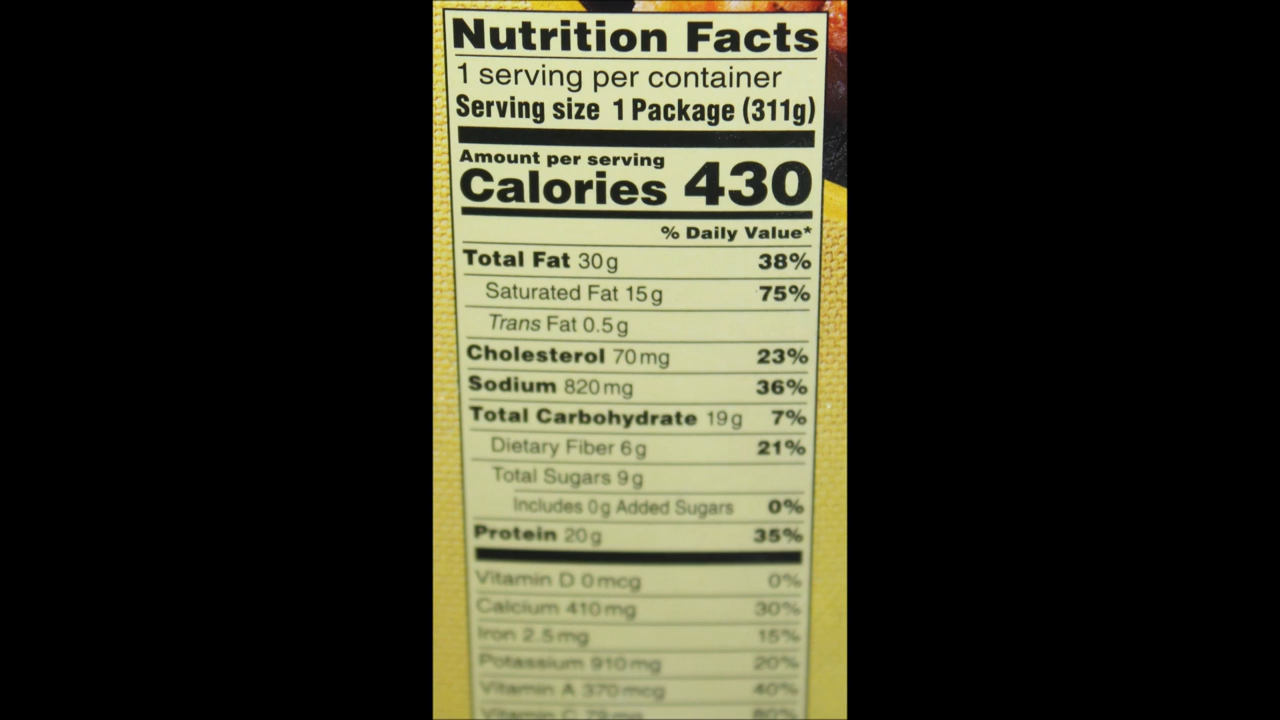 Nutrition Facts
1 serving per container
Serving size 1 Package (311g)
Amount per serving
Calories 430
% Daily Value*
Total Fat 30g 38%
Saturated Fat 15g 75%
Trans Fat 0.5g
Cholesterol 70mg 23%
Sodium 820mg 36%
Total Carbohydrate 19g 7%
Dietary Fiber 6g 21%
Total Sugars 9g
Includes 0g Added Sugars 0%
Protein 20g 35%
Vitamin D 0mcg 0%
Calcium 410mg 30%
Iron 2.5mg 15%
Potassium 910mg 20%
Vitamin A 370mcg 40%
Vitamin C